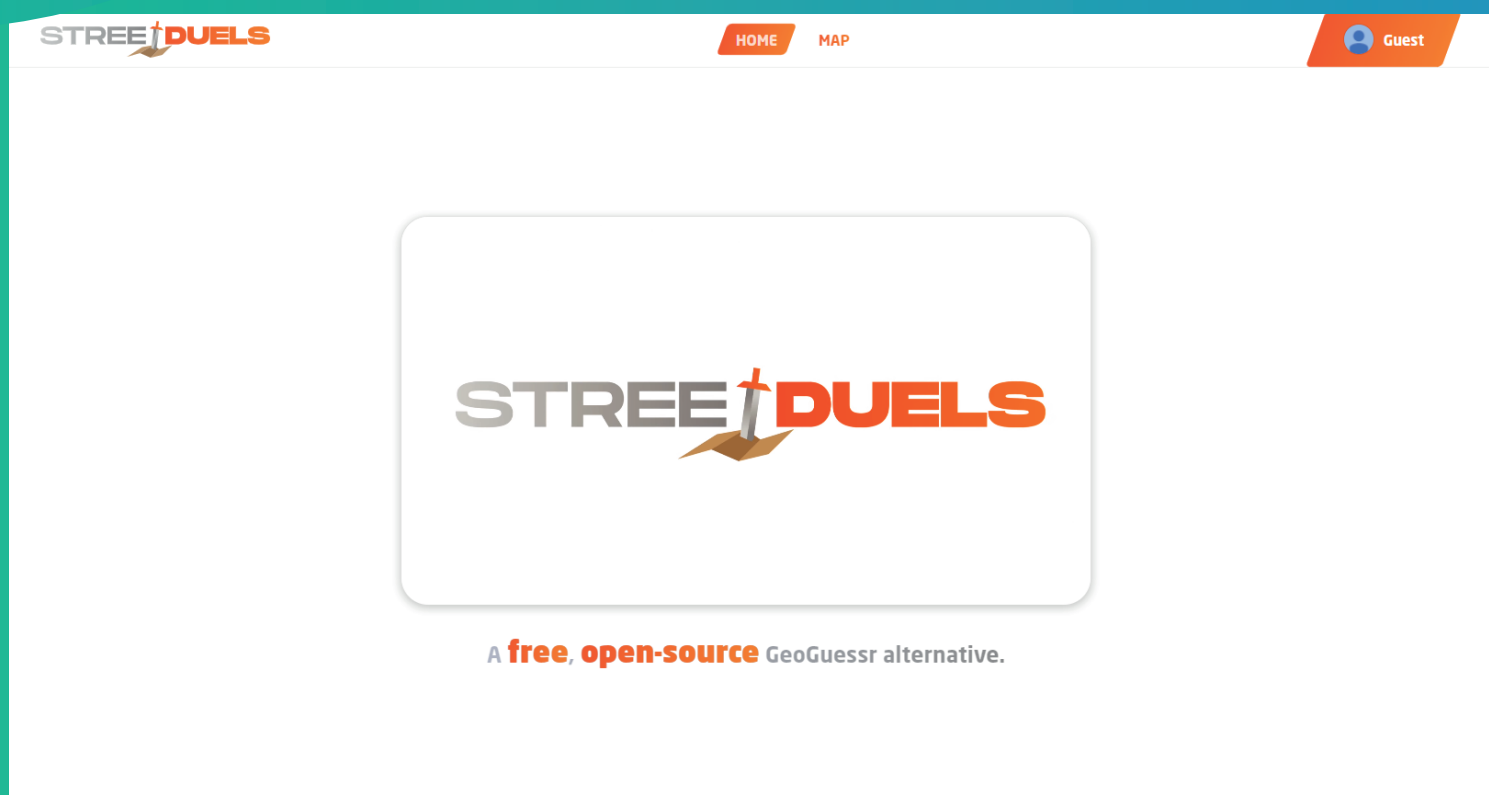 STREETDUELS
HOME
MAP
Guest
STREETDUELS
A free, open-source GeoGuessr alternative.